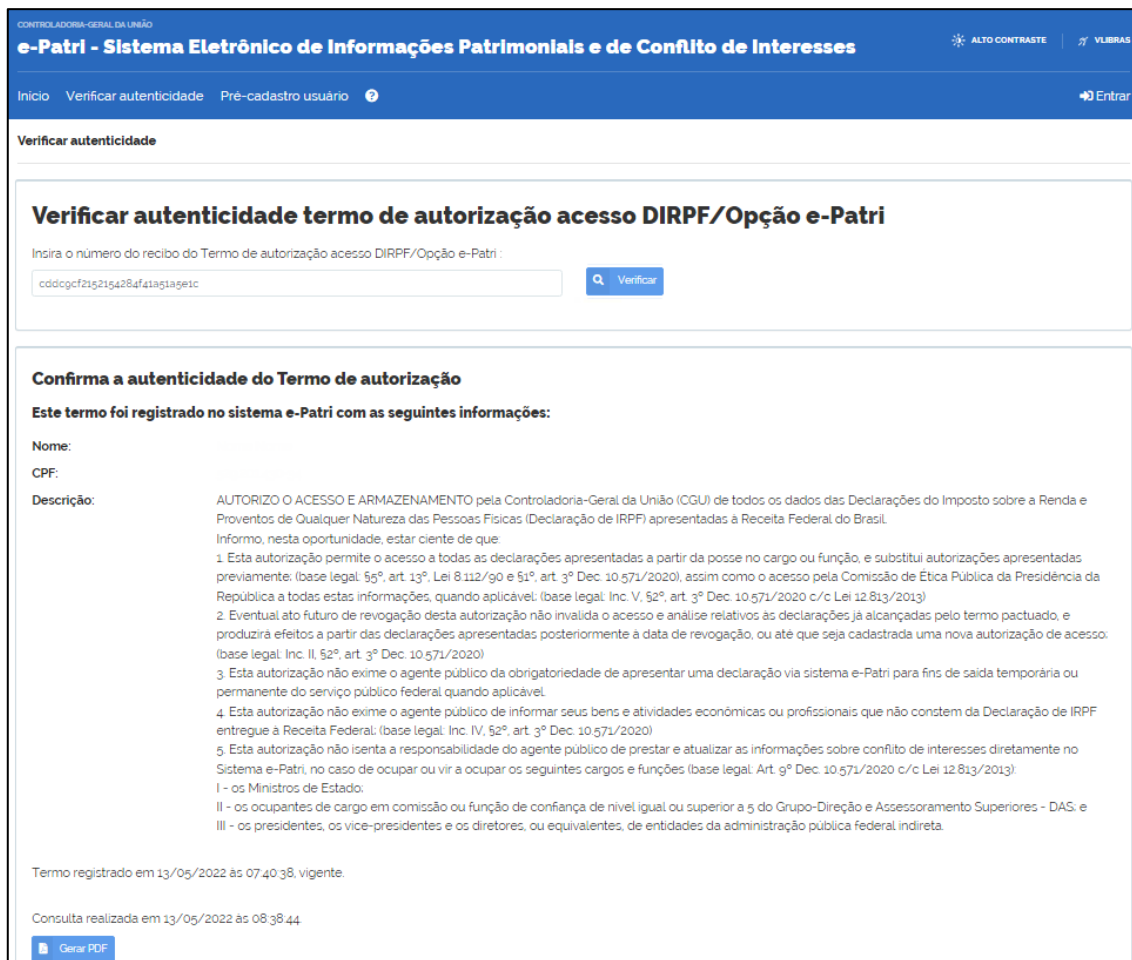 CONTROLADORIA-GERAL DA UNIÃO
e-Patri - Sistema Eletrônico de Informações Patrimoniais e de Conflito de Interesses
ALTO CONTRASTE
VLIBRAS
Início Verificar autenticidade Pré-cadastro usuário ?
Entrar
Verificar autenticidade
Verificar autenticidade termo de autorização acesso DIRPF/Opção e-Patri
Insira o número do recibo do Termo de autorização acesso DIRPF/Opção e-Patri :
cddc9cf2152154284f41a51a5e1c
Verificar
Confirma a autenticidade do Termo de autorização
Este termo foi registrado no sistema e-Patri com as seguintes informações:
Nome:
CPF:
Descrição:
AUTORIZO O ACESSO E ARMAZENAMENTO pela Controladoria-Geral da União (CGU) de todos os dados das Declarações do Imposto sobre a Renda e
Proventos de Qualquer Natureza das Pessoas Físicas (Declaração de IRPF) apresentadas à Receita Federal do Brasil.
Informo, nesta oportunidade, estar ciente de que:
1. Esta autorização permite o acesso a todas as declarações apresentadas a partir da posse no cargo ou função, e substitui autorizações apresentadas
previamente; (base legal: §5º, art. 13º, Lei 8.112/90 e §1º, art. 3º Dec. 10.571/2020), assim como o acesso pela Comissão de Ética Pública da Presidência da
República a todas estas informações, quando aplicável; (base legal: Inc. V, §2º, art. 3º Dec. 10.571/2020 c/c Lei 12.813/2013)
2. Eventual ato futuro de revogação desta autorização não invalida o acesso e análise relativos às declarações já alcançadas pelo termo pactuado, e
produzirá efeitos a partir das declarações apresentadas posteriormente à data de revogação, ou até que seja cadastrada uma nova autorização de acesso;
(base legal: Inc. II, §2º, art. 3º Dec. 10.571/2020)
3. Esta autorização não exime o agente público da obrigatoriedade de apresentar uma declaração via sistema e-Patri para fins de saída temporária ou
permanente do serviço público federal quando aplicável.
4. Esta autorização não exime o agente público de informar seus bens e atividades econômicas ou profissionais que não constem da Declaração de IRPF
entregue à Receita Federal; (base legal: Inc. IV, §2º, art. 3º Dec. 10.571/2020)
5. Esta autorização não isenta a responsabilidade do agente público de prestar e atualizar as informações sobre conflito de interesses diretamente no
Sistema e-Patri, no caso de ocupar ou vir a ocupar os seguintes cargos e funções (base legal: Art. 9º Dec. 10.571/2020 c/c Lei 12.813/2013):
I - os Ministros de Estado;
II - os ocupantes de cargo em comissão ou função de confiança de nível igual ou superior a 5 do Grupo-Direção e Assessoramento Superiores - DAS; e
III - os presidentes, os vice-presidentes e os diretores, ou equivalentes, de entidades da administração pública federal indireta.
Termo registrado em 13/05/2022 às 07:40:38, vigente.
Consulta realizada em 13/05/2022 às 08:38:44.
Gerar PDF